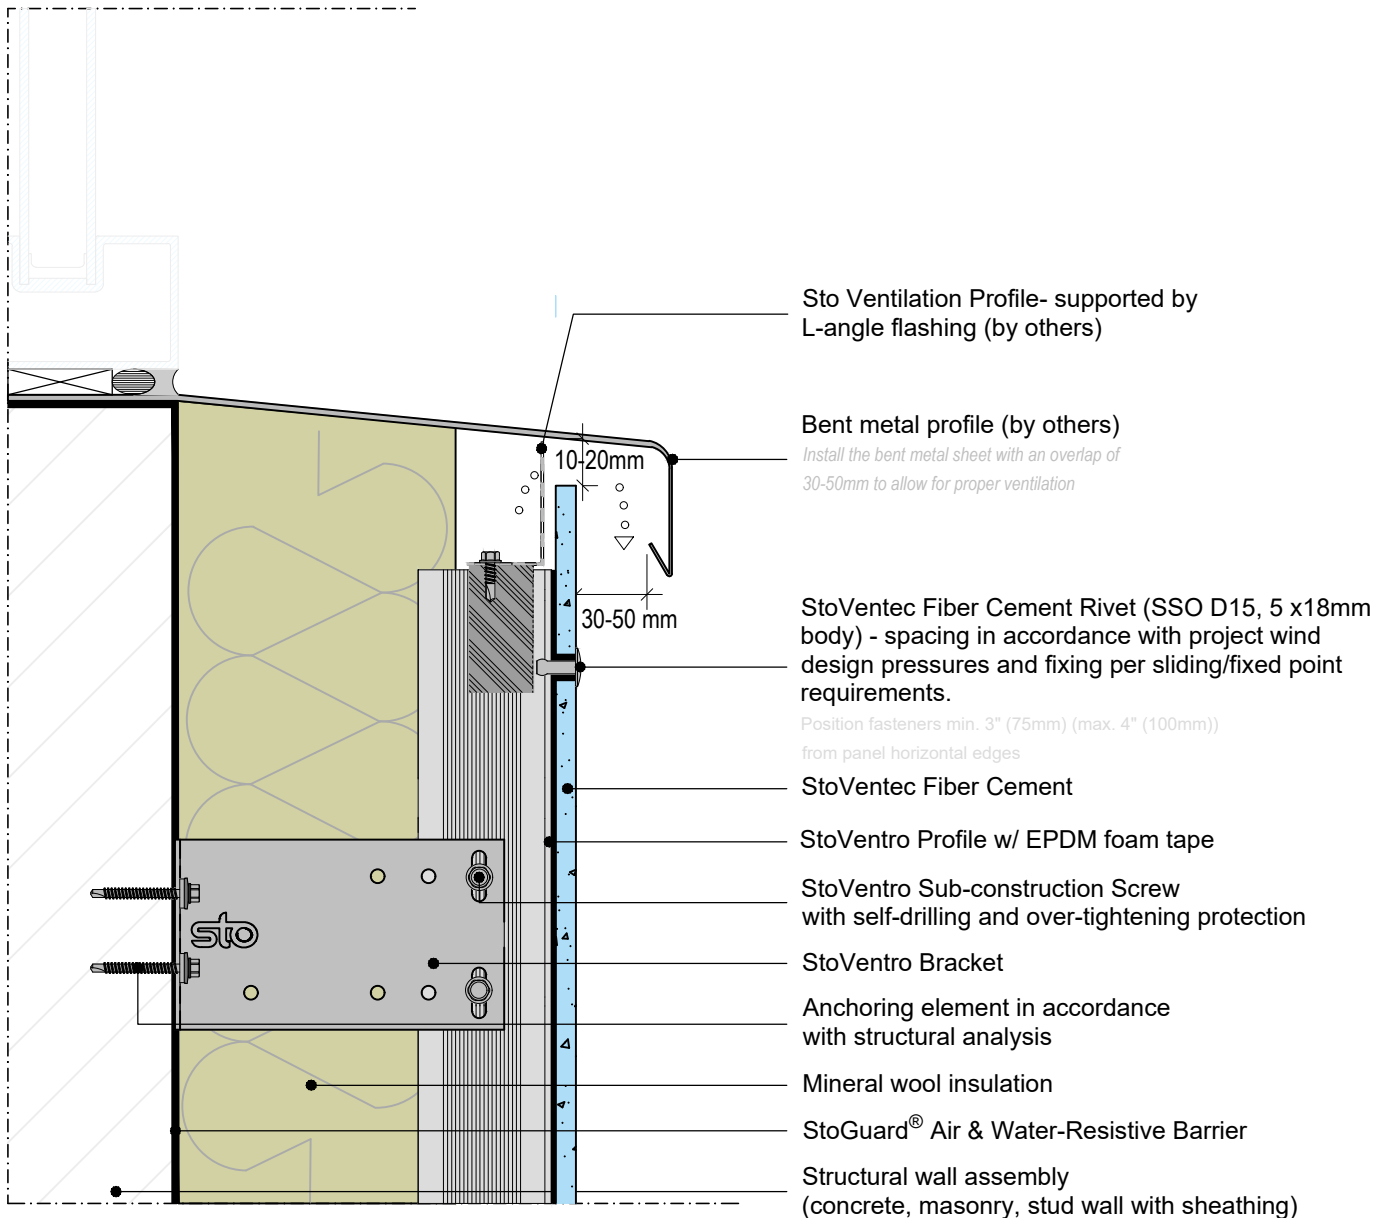 Sto Ventilation Profile- supported by
L-angle flashing (by others)
Bent metal profile (by others)
Install the bent metal sheet with an overlap of
30-50mm to allow for proper ventilation
10-20mm
30-50 mm
StoVentec Fiber Cement Rivet (SSO D15, 5 x18mm
body) - spacing in accordance with project wind
design pressures and fixing per sliding/fixed point
requirements.
Position fasteners min. 3" (75mm) (max. 4" (100mm))
from panel horizontal edges
StoVentec Fiber Cement
StoVentro Profile w/ EPDM foam tape
StoVentro Sub-construction Screw
with self-drilling and over-tightening protection
sto
StoVentro Bracket
Anchoring element in accordance
with structural analysis
Mineral wool insulation
StoGuard® Air & Water-Resistive Barrier
Structural wall assembly
(concrete, masonry, stud wall with sheathing)